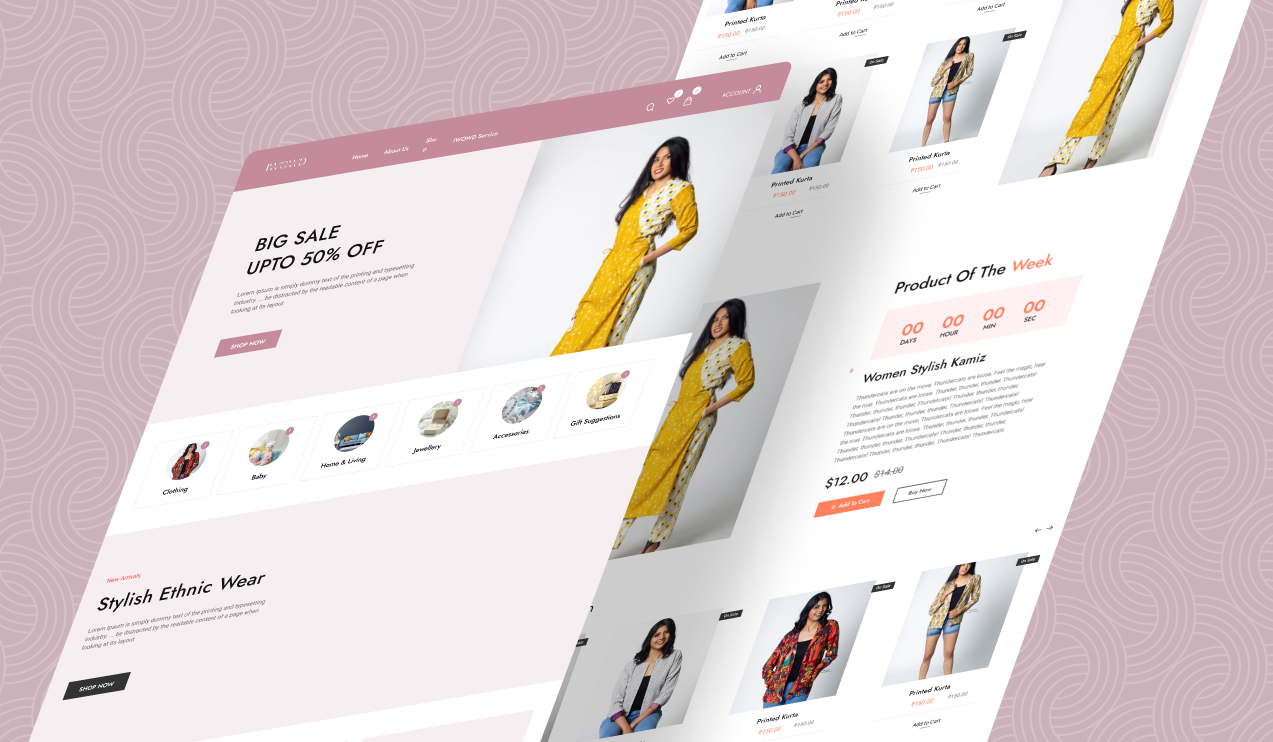 IWOWD
Home
About Us
Sho
p
IWOWD Service
ACCOUNT
BIG SALE
UPTO 50% OFF
Lorem Ipsum is simply dummy text of the printing and typesetting
industry. ... be distracted by the readable content of a page when
looking at its layout
SHOP NOW
Clothing
Baby
Home & Living
Jewellery
Accessories
Gift Suggestions
New Arrivals
Stylish Ethnic Wear
Lorem Ipsum is simply dummy text of the printing and typesetting
industry. ... be distracted by the readable content of a page when
looking at its layout
SHOP NOW
Printed Kurta
₹150.00 ₹150.00
Add to Cart
Printed Kurta
₹150.00 ₹150.00
Add to Cart
Add to Cart
On Sale
Printed Kurta
₹150.00 ₹150.00
Add to Cart
On Sale
Printed Kurta
₹150.00 ₹150.00
Add to Cart
Product Of The Week
00 00 00 00
DAYS HOUR MIN SEC
Women Stylish Kamiz
Thundercats are on the move, Thundercats are loose. Feel the magic, hear
the roar, Thundercats are loose. Thunder, thunder, thunder, Thundercats!
Thunder, thunder, thunder, Thundercats! Thunder, thunder, thunder,
Thundercats! Thunder, thunder, thunder, Thundercats! Thundercats!
Thundercats are on the move, Thundercats are loose. Feel the magic, hear
the roar, Thundercats are loose. Thunder, thunder, thunder,
Thunder, thunder, thunder, Thundercats! Thunder, thunder, thunder,
Thundercats! Thunder, thunder, thunder, Thundercats! Thundercats
$12.00 $14.00
Add To Cart
Buy Now
On Sale
On Sale
Printed Kurta
₹150.00 ₹150.00
On Sale
Printed Kurta
₹150.00 ₹150.00
Add to Cart